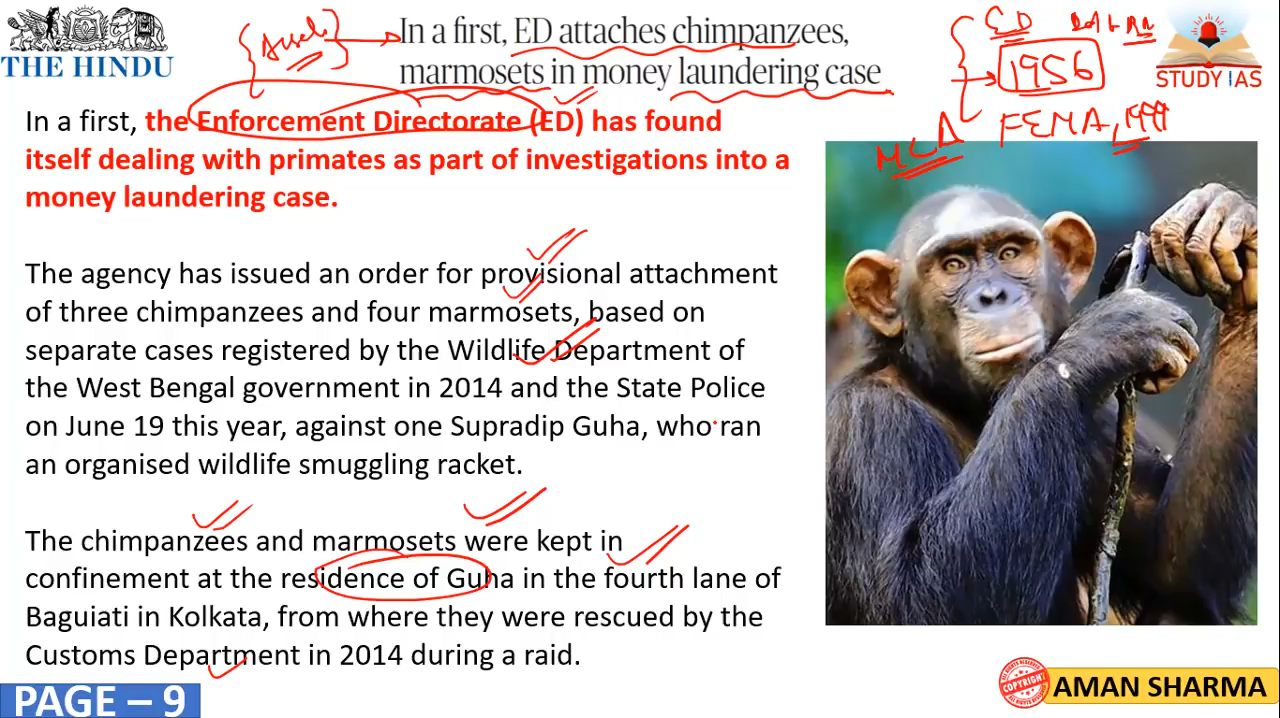 THE HINDU
In a first, ED attaches chimpanzees,
marmosets in money laundering case
ED
1956
FEMA, 1999
STUDY IAS
In a first, the Enforcement Directorate (ED) has found
itself dealing with primates as part of investigations into a
money laundering case.
The agency has issued an order for provisional attachment
of three chimpanzees and four marmosets, based on
separate cases registered by the Wildlife Department of
the West Bengal government in 2014 and the State Police
on June 19 this year, against one Supradip Guha, who ran
an organised wildlife smuggling racket.
The chimpanzees and marmosets were kept in
confinement at the residence of Guha in the fourth lane of
Baguiati in Kolkata, from where they were rescued by the
Customs Department in 2014 during a raid.
PAGE – 9
COPYRIGHT
AMAN SHARMA